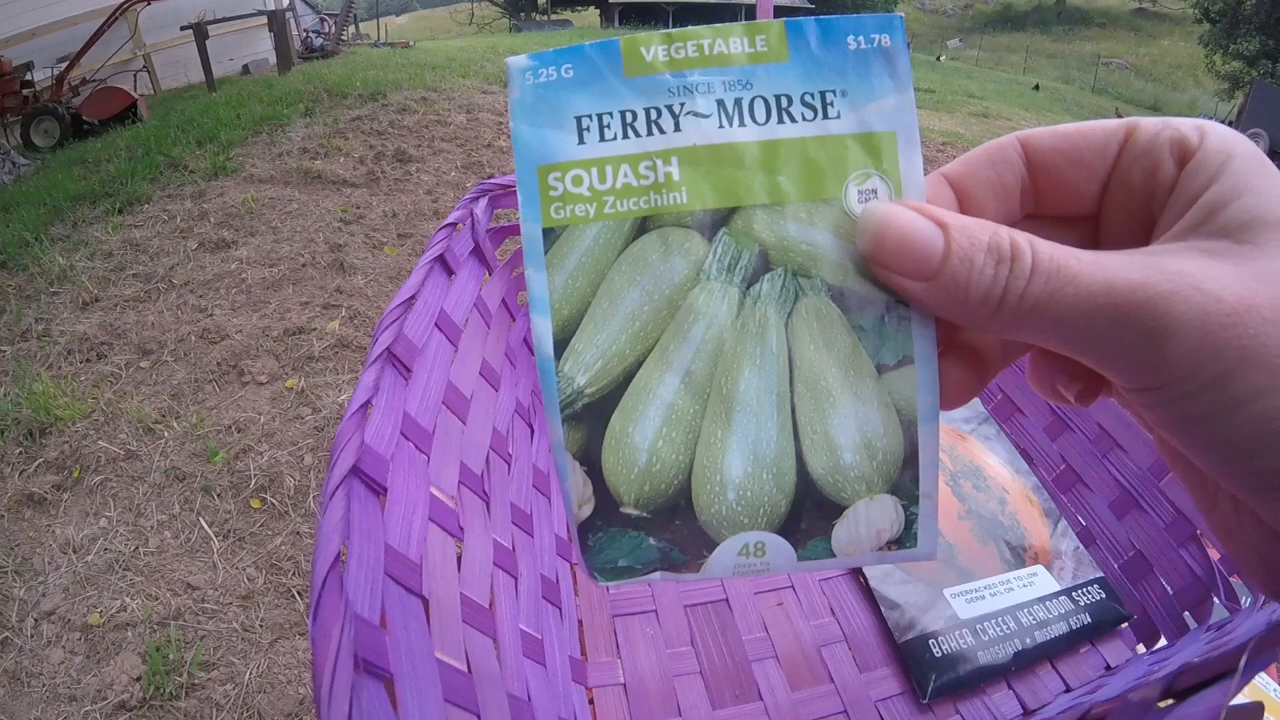 VEGETABLE
5.25 G
$1.78
SINCE 1856
FERRY~MORSE®
SQUASH
Grey Zucchini
NON
GMO
48
Days to
Harvest
OVERPACKED DUE TO LOW
GERM 64% ON 1-4-21
BAKER CREEK HEIRLOOM SEEDS
MANSFIELD • MISSOURI 65704